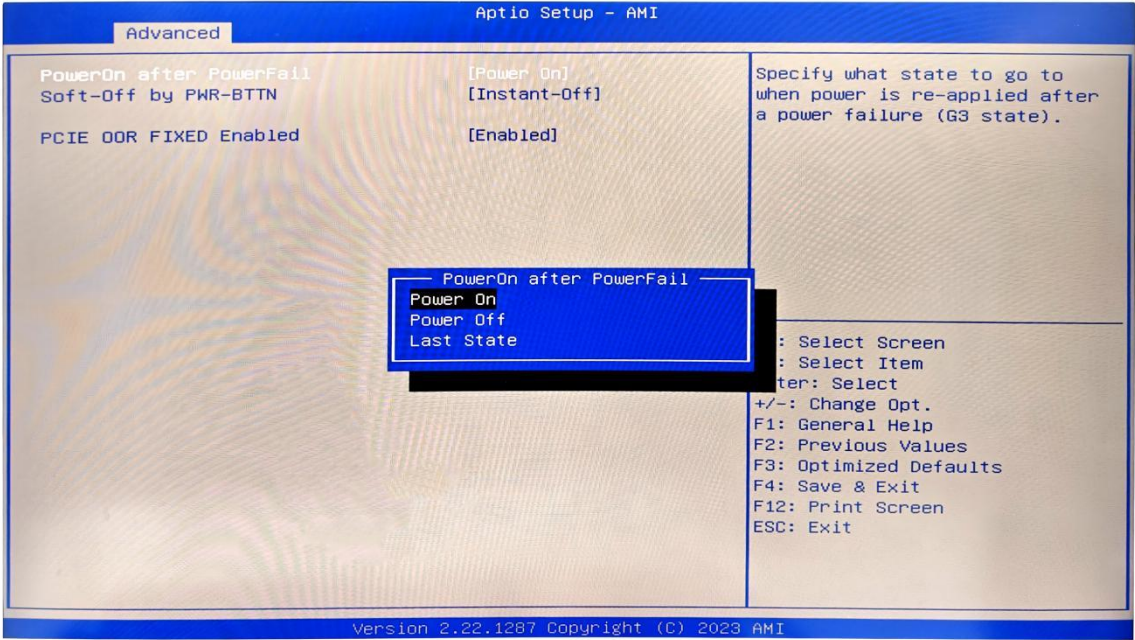 Aptio Setup – AMI
Advanced
PowerOn after PowerFail [Power On]
Soft-Off by PWR-BTTN [Instant-Off]
PCIE OOR FIXED Enabled [Enabled]
Specify what state to go to
when power is re-applied after
a power failure (G3 state).
PowerOn after PowerFail
Power On
Power Off
Last State
: Select Screen
: Select Item
ter: Select
+/-: Change Opt.
F1: General Help
F2: Previous Values
F3: Optimized Defaults
F4: Save & Exit
F12: Print Screen
ESC: Exit
Version 2.22.1287 Copyright (C) 2023 AMI